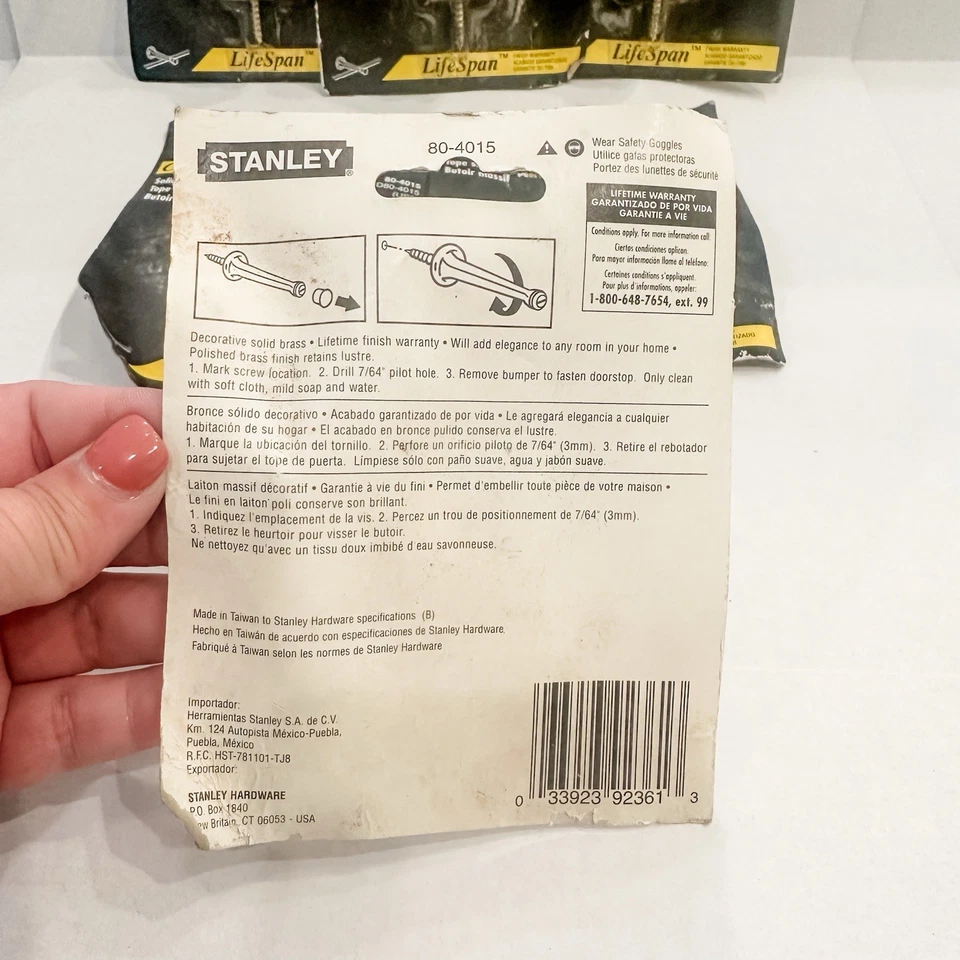 LifeSpan™
LifeSpan™
LifeSpan™
STANLEY®
80-4015
Wear Safety Goggles
Utilice gafas protectoras
Portez des lunettes de sécurité
Butoir massif
80-4015
D80-4015
LIFETIME WARRANTY
GARANTIZADO DE POR VIDA
GARANTIE A VIE
Conditions apply. For more information call:
Ciertas condiciones aplican.
Para mayor información llame al teléfono:
Certaines conditions s'appliquent.
Pour plus d'informations, appeler:
1-800-648-7654, ext. 99
Decorative solid brass • Lifetime finish warranty • Will add elegance to any room in your home •
Polished brass finish retains lustre.
1. Mark screw location. 2. Drill 7/64" pilot hole. 3. Remove bumper to fasten doorstop. Only clean
with soft cloth, mild soap and water.
Bronce sólido decorativo • Acabado garantizado de por vida • Le agregará elegancia a cualquier
habitación de su hogar • El acabado en bronce pulido conserva el lustre.
1. Marque la ubicación del tornillo. 2. Perfore un orificio piloto de 7/64" (3mm). 3. Retire el rebotador
para sujetar el tope de puerta. Límpiese sólo con paño suave, agua y jabón suave.
Laiton massif décoratif • Garantie à vie du fini • Permet d'embellir toute pièce de votre maison •
Le fini en laiton poli conserve son brillant.
1. Indiquez l'emplacement de la vis. 2. Percez un trou de positionnement de 7/64" (3mm).
3. Retirez le heurtoir pour visser le butoir.
Ne nettoyez qu'avec un tissu doux imbibé d'eau savonneuse.
Made in Taiwan to Stanley Hardware specifications (B)
Hecho en Taiwán de acuerdo con especificaciones de Stanley Hardware.
Fabriqué à Taiwan selon les normes de Stanley Hardware
Importador:
Herramientas Stanley S.A. de C.V.
Km. 124 Autopista México-Puebla,
Puebla, México
R.F.C. HST-781101-TJ8
Exportador:
STANLEY HARDWARE
P.O. Box 1840
New Britain, CT 06053 - USA
0 33923 92361 3